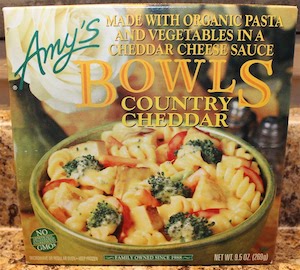 Amy's
MADE WITH ORGANIC PASTA
AND VEGETABLES IN A
CHEDDAR CHEESE SAUCE
BOWLS
COUNTRY
CHEDDAR
NO
GMOs
FAMILY OWNED SINCE 1988
NET WT. 9.5 OZ. (269g)